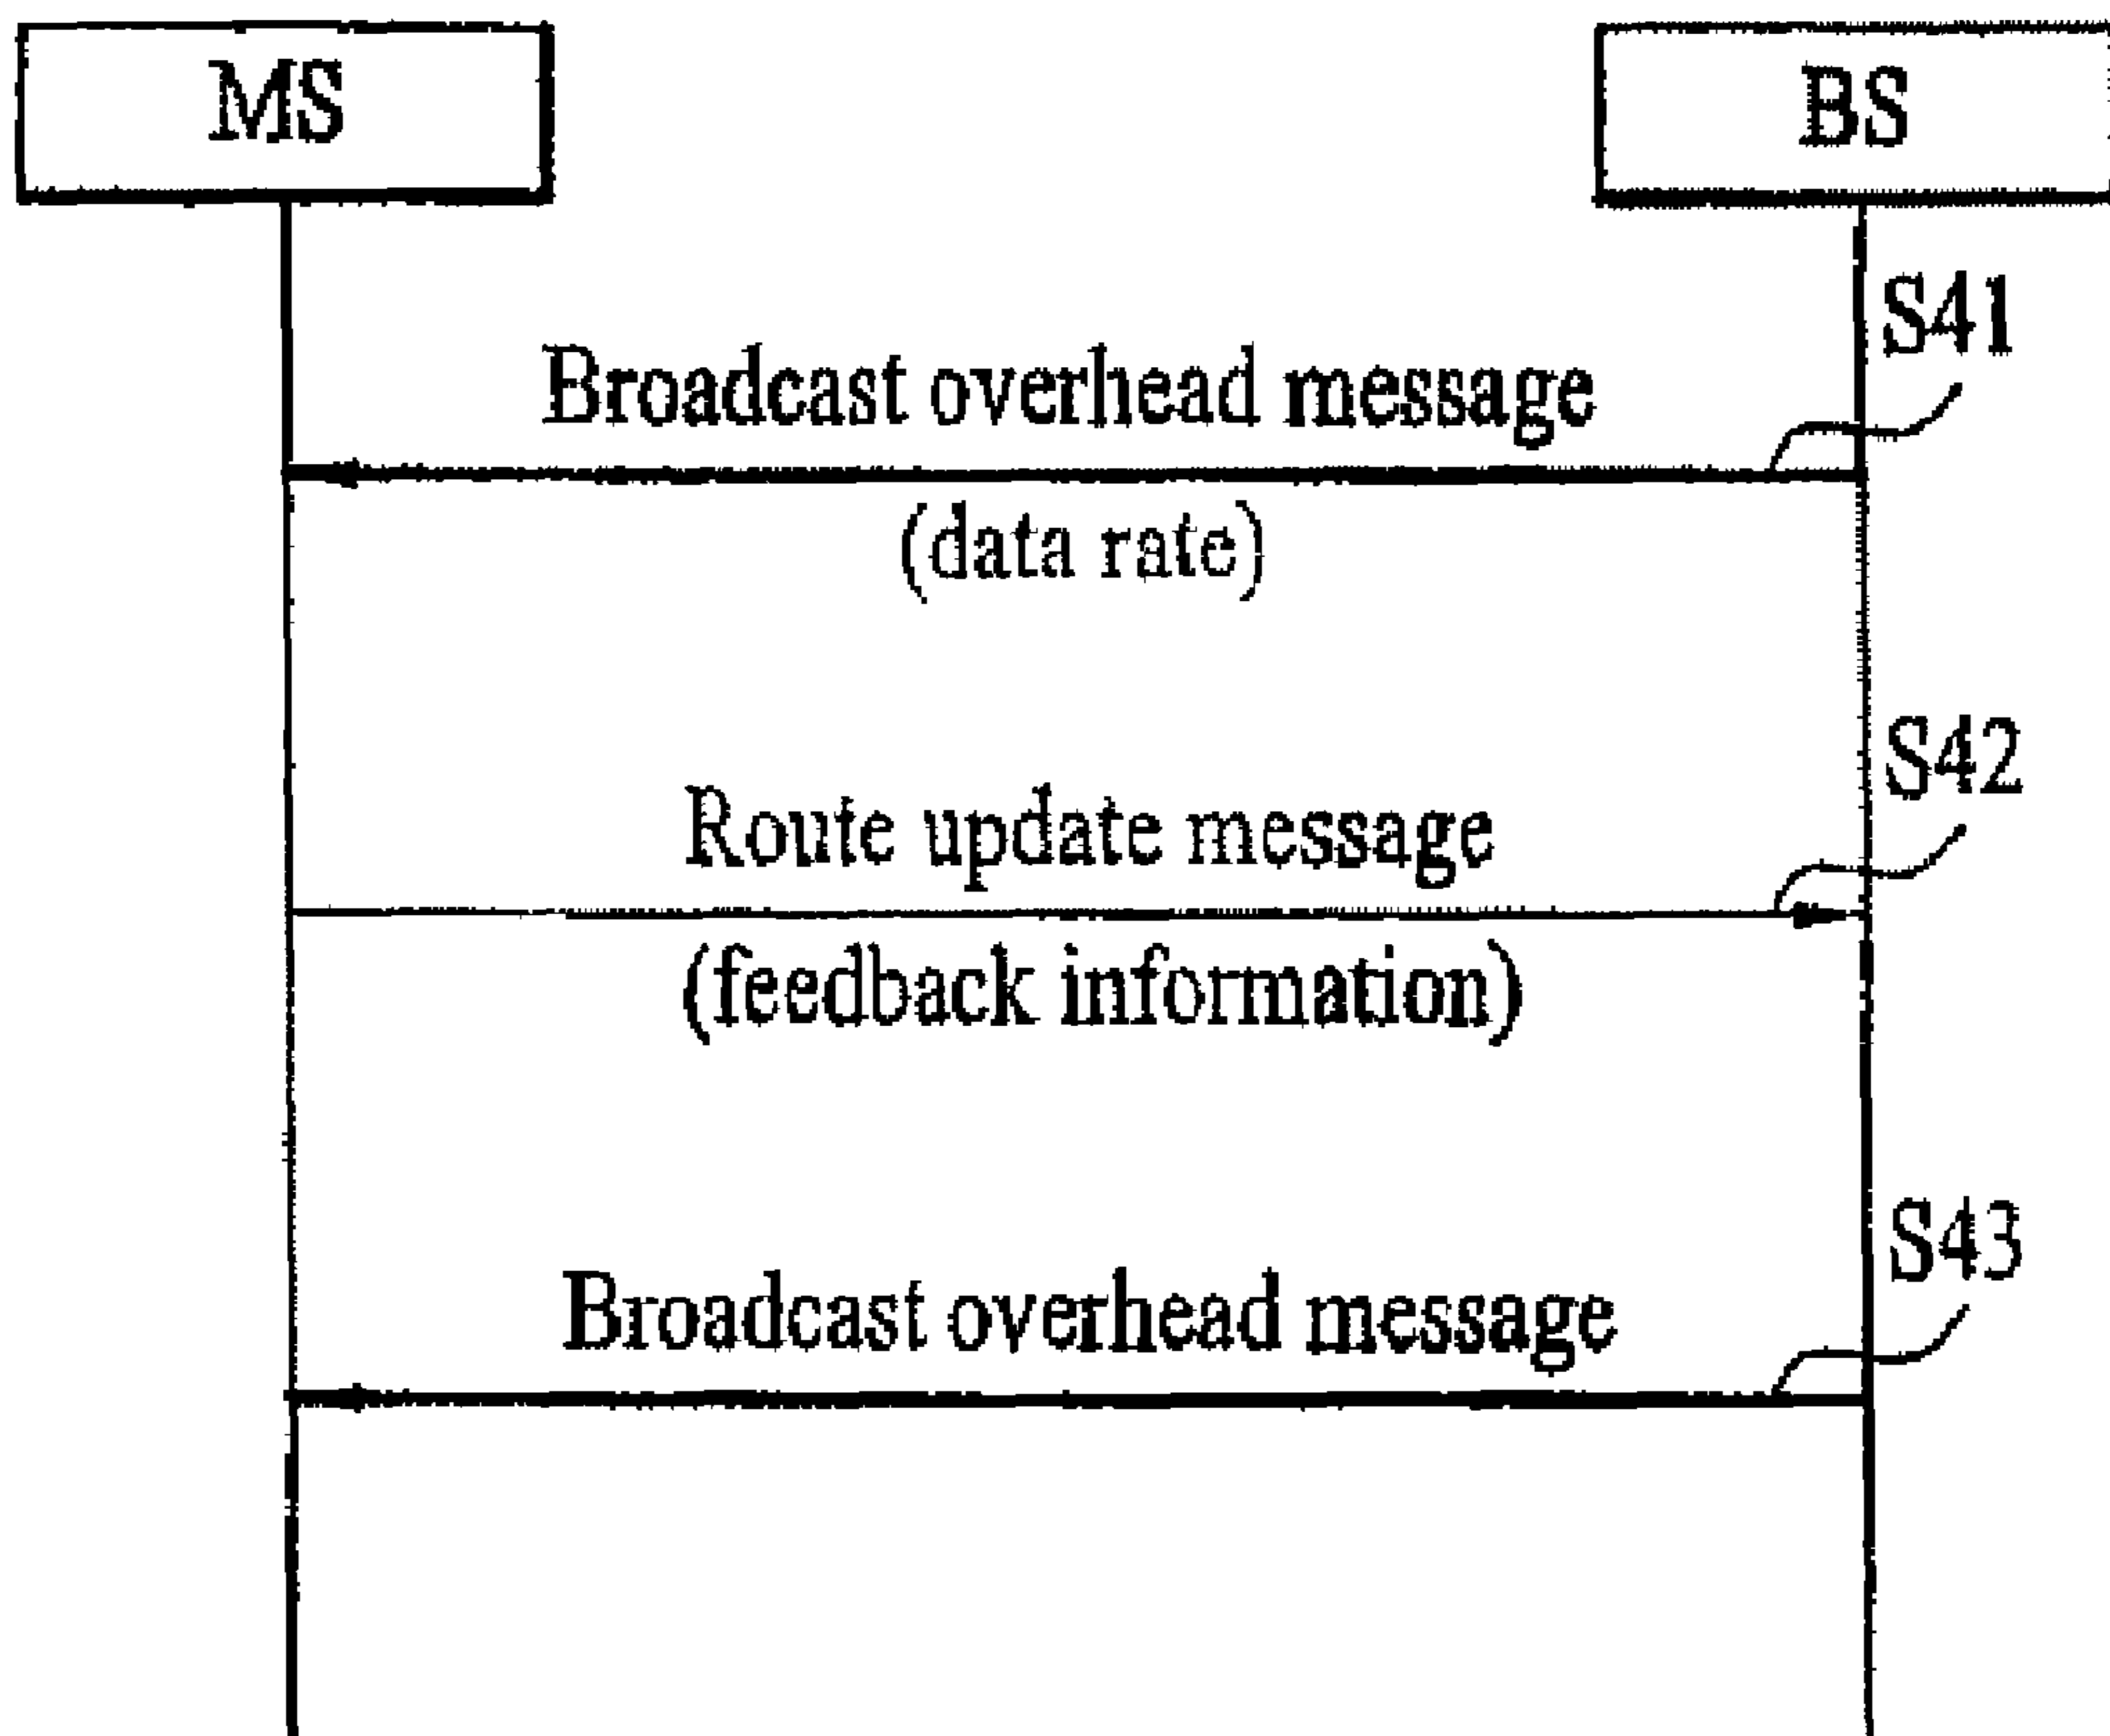 MS
BS
S41
Broadcast overhead message
(data rate)
S42
Route update message
(feedback information)
S43
Broadcast overhead message